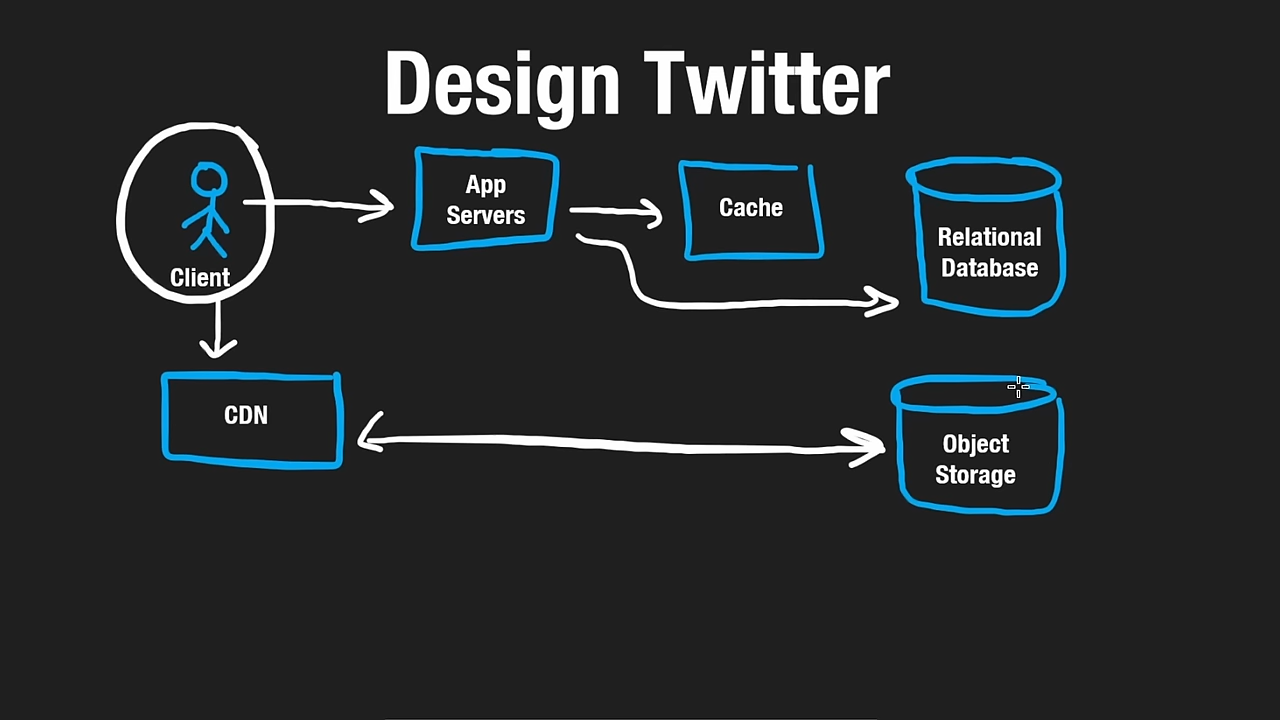 Design Twitter
App
Servers
Cache
Relational
Database
Client
CDN
Object
Storage